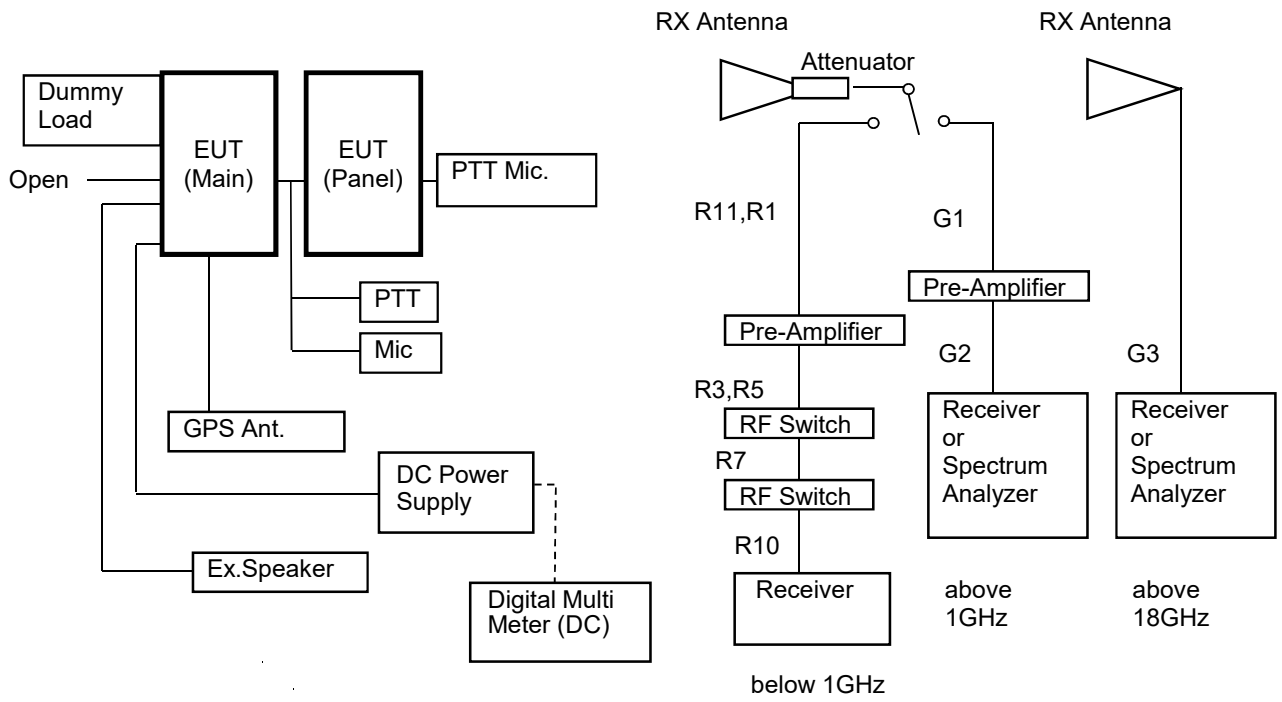 RX Antenna
RX Antenna
Attenuator
Dummy
Load
EUT
(Main)
EUT
(Panel)
Open
PTT Mic.
R11,R1
G1
PTT
Mic
Pre-Amplifier
Pre-Amplifier
G2
G3
R3,R5
GPS Ant.
RF Switch
R7
RF Switch
R10
Receiver
Receiver
or
Spectrum
Analyzer
Receiver
or
Spectrum
Analyzer
DC Power
Supply
Ex.Speaker
Digital Multi
Meter (DC)
above
1GHz
above
18GHz
below 1GHz